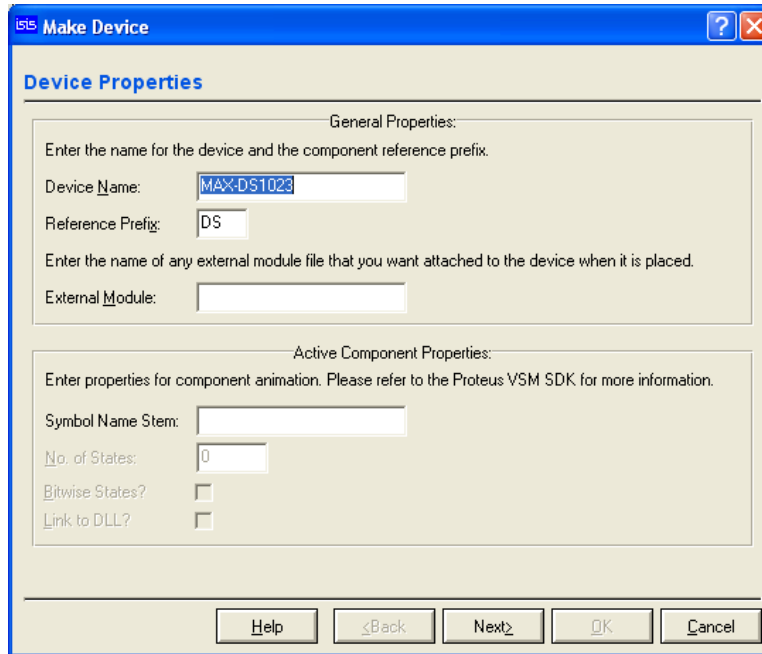 isis Make Device
Device Properties
General Properties:
Enter the name for the device and the component reference prefix.
Device Name: MAX-DS1023
Reference Prefix: DS
Enter the name of any external module file that you want attached to the device when it is placed.
External Module:
Active Component Properties:
Enter properties for component animation. Please refer to the Proteus VSM SDK for more information.
Symbol Name Stem:
No. of States: 0
Bitwise States?
Link to DLL?
Help <Back Next> OK Cancel